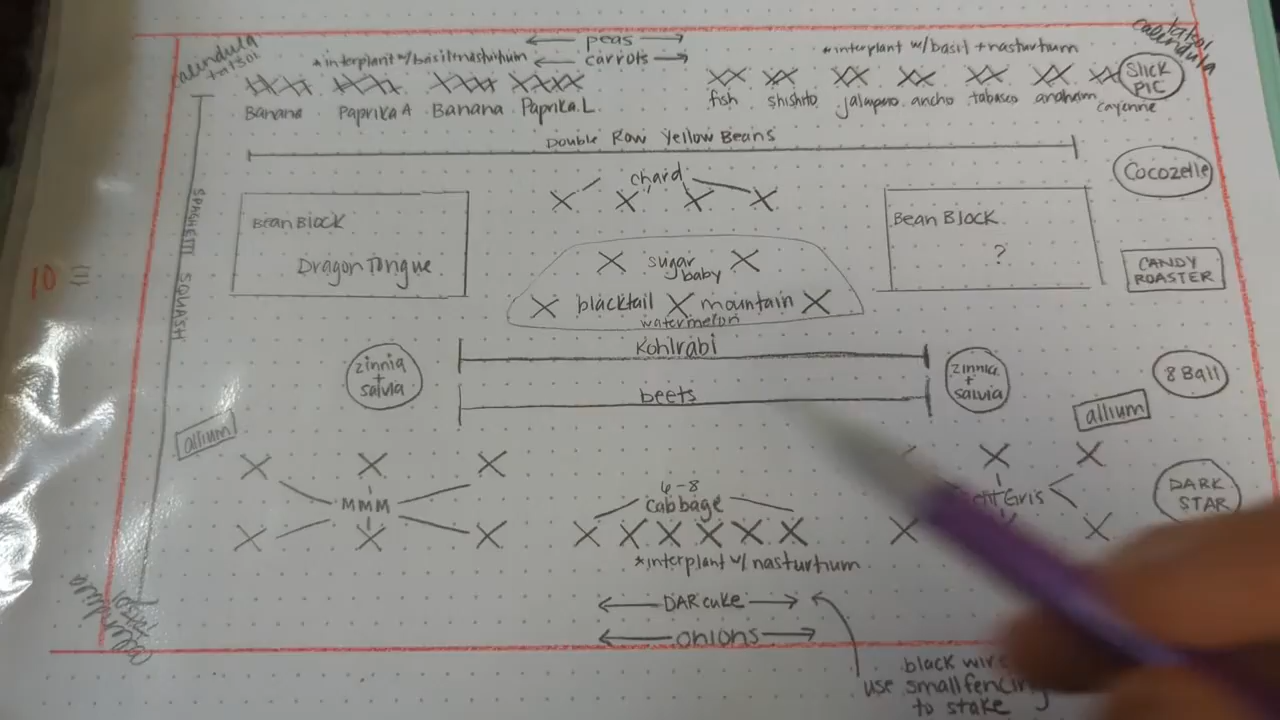 ← peas →
*interplant w/basil+nasturtium
← carrots →
*interplant w/basil + nasturtium
calendula
tatsoi
calendula
Banana
Paprika A
Banana
Paprika L
fish
shishito
jalapeno
ancho
tabasco
anaham
cayenne
SLICK
PIC
Double Row Yellow Beans
SPAGHETTI SQUASH
chard
Cocozelle
Bean Block
Dragon Tongue
sugar
baby
blacktail mountain
watermelon
Bean Block
?
CANDY
ROASTER
10
Kohlrabi
beets
zinnia
+
salvia
zinnia
+
salvia
8 Ball
allium
allium
MMM
6-8
cabbage
Gris
DARK
STAR
*interplant w/ nasturtium
← DAR cuke →
← onions →
calendula
tatsoi
black wire
use small fencing
to stake